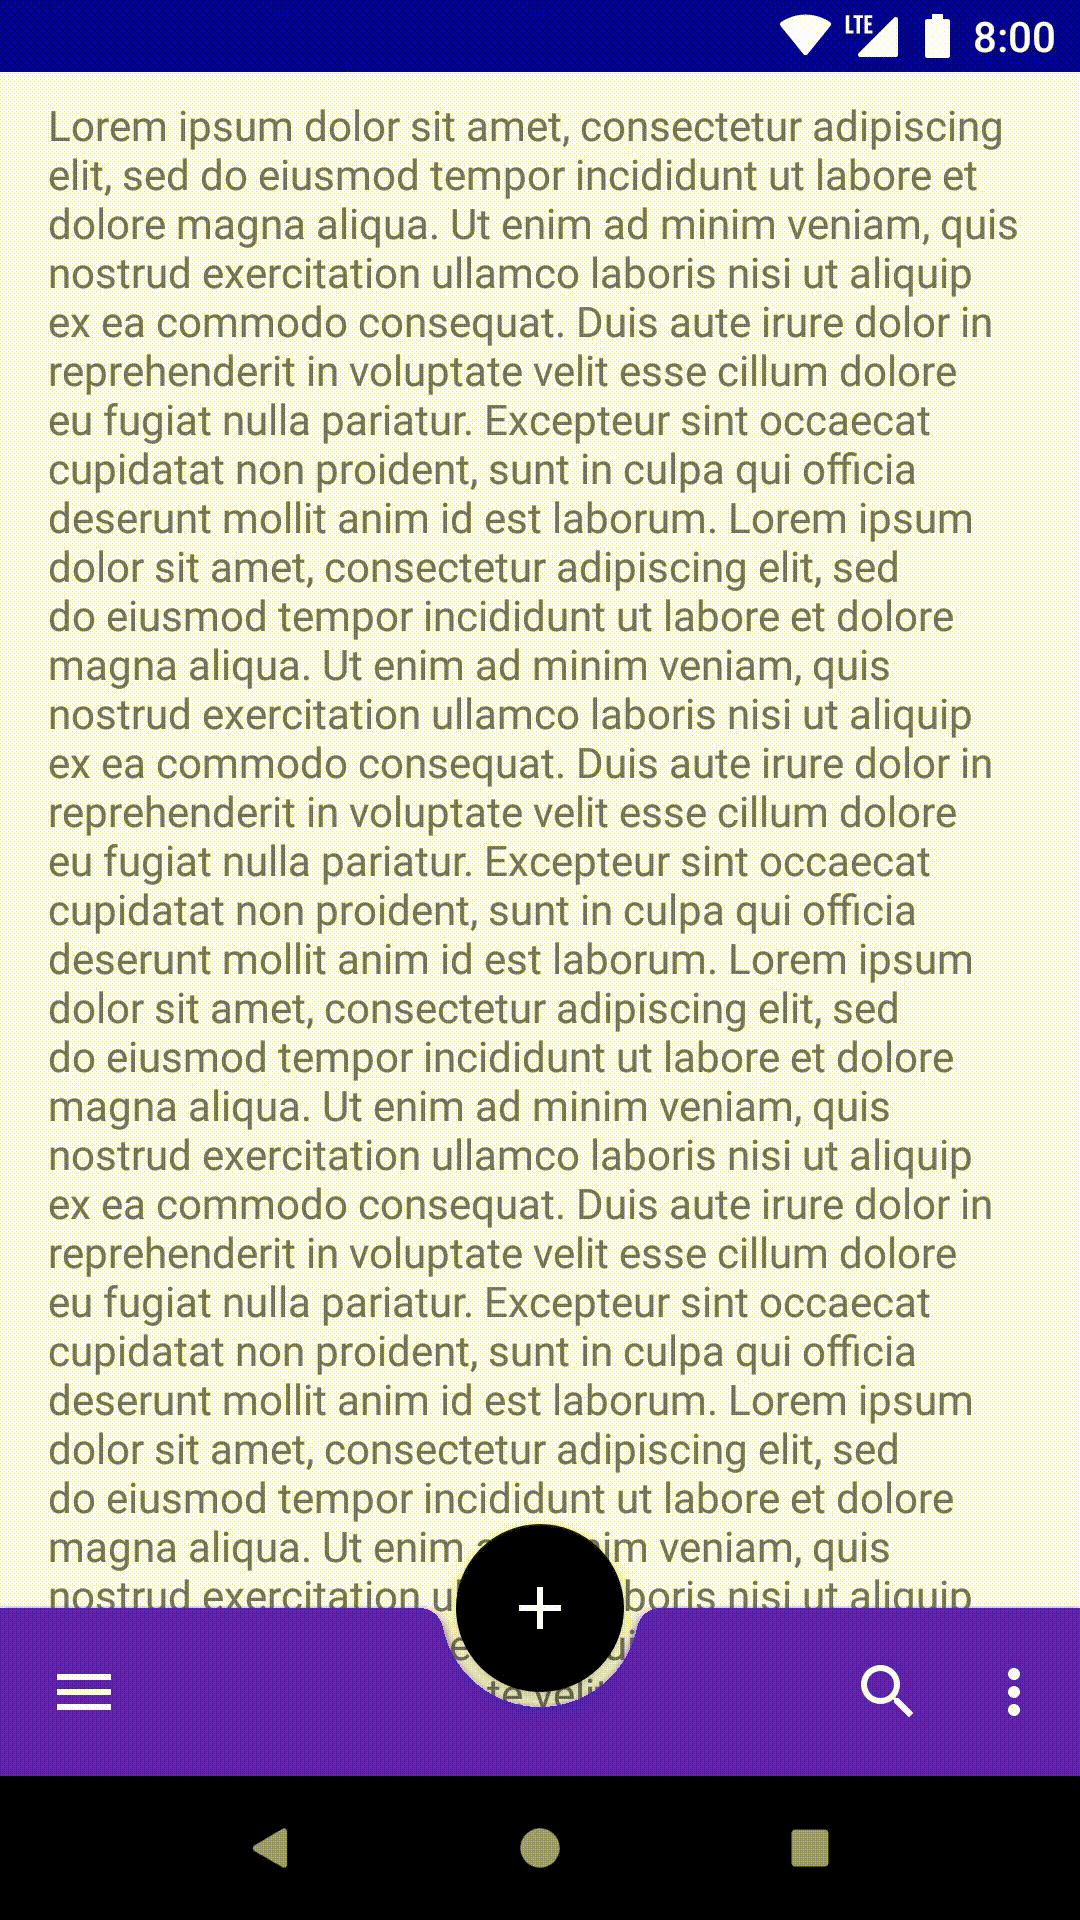 LTE 8:00
Lorem ipsum dolor sit amet, consectetur adipiscing
elit, sed do eiusmod tempor incididunt ut labore et
dolore magna aliqua. Ut enim ad minim veniam, quis
nostrud exercitation ullamco laboris nisi ut aliquip
ex ea commodo consequat. Duis aute irure dolor in
reprehenderit in voluptate velit esse cillum dolore
eu fugiat nulla pariatur. Excepteur sint occaecat
cupidatat non proident, sunt in culpa qui officia
deserunt mollit anim id est laborum. Lorem ipsum
dolor sit amet, consectetur adipiscing elit, sed
do eiusmod tempor incididunt ut labore et dolore
magna aliqua. Ut enim ad minim veniam, quis
nostrud exercitation ullamco laboris nisi ut aliquip
ex ea commodo consequat. Duis aute irure dolor in
reprehenderit in voluptate velit esse cillum dolore
eu fugiat nulla pariatur. Excepteur sint occaecat
cupidatat non proident, sunt in culpa qui officia
deserunt mollit anim id est laborum. Lorem ipsum
dolor sit amet, consectetur adipiscing elit, sed
do eiusmod tempor incididunt ut labore et dolore
magna aliqua. Ut enim ad minim veniam, quis
nostrud exercitation ullamco laboris nisi ut aliquip
ex ea commodo consequat. Duis aute irure dolor in
reprehenderit in voluptate velit esse cillum dolore
eu fugiat nulla pariatur. Excepteur sint occaecat
cupidatat non proident, sunt in culpa qui officia
deserunt mollit anim id est laborum. Lorem ipsum
dolor sit amet, consectetur adipiscing elit, sed
do eiusmod tempor incididunt ut labore et dolore
magna aliqua. Ut enim veniam, quis
nostrud exercitation nisi ut aliquip